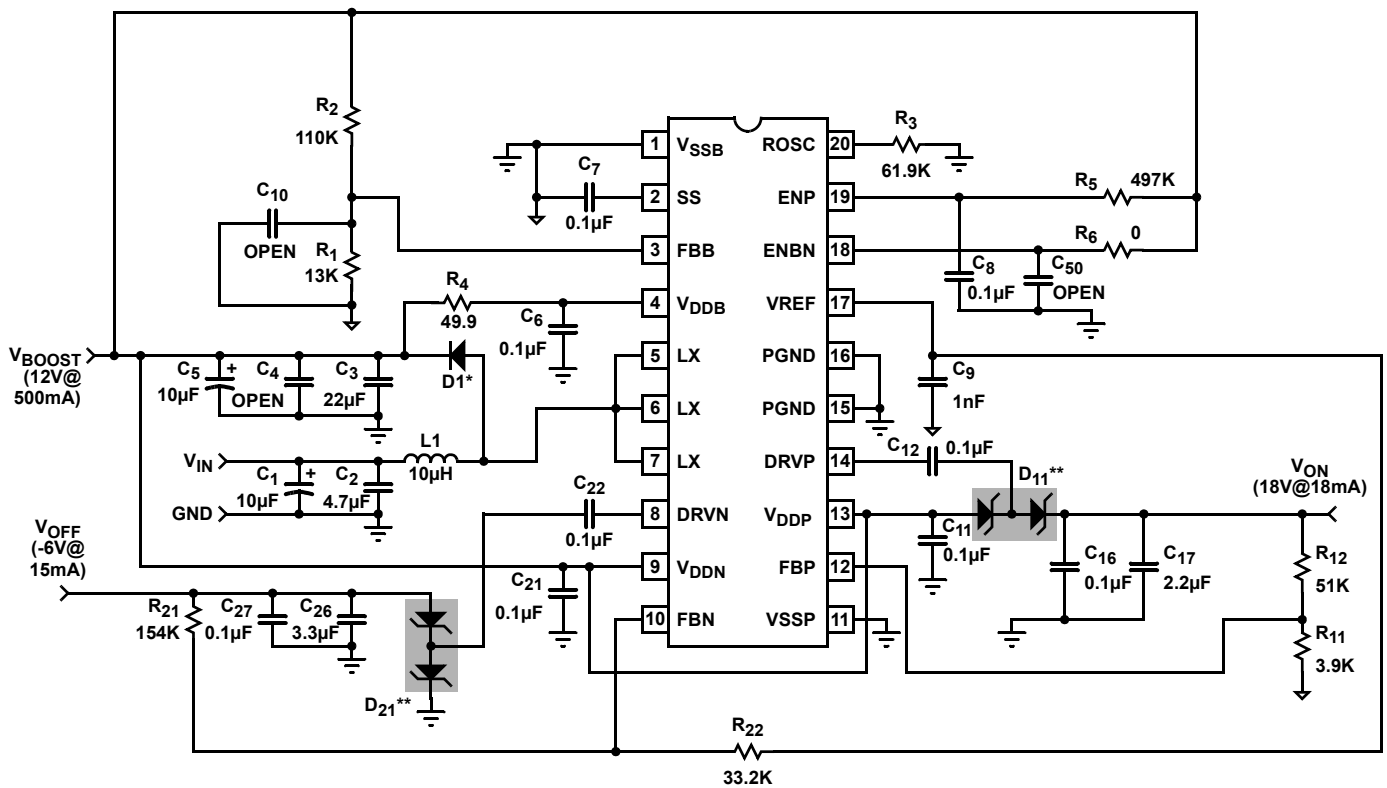 R2
110K
C10
OPEN
R1
13K
R4
49.9
C6
0.1µF
C7
0.1µF
VBOOST
(12V@
500mA)
C5
+
10µF
C4
OPEN
C3
22µF
D1*
VIN
C1
+
10µF
C2
4.7µF
L1
10µH
GND
VOFF
(-6V@
15mA)
R21
154K
C27
0.1µF
C26
3.3µF
D21**
C22
0.1µF
C21
0.1µF
1 VSSB
2 SS
3 FBB
4 VDDB
5 LX
6 LX
7 LX
8 DRVN
9 VDDN
10 FBN
ROSC 20
ENP 19
ENBN 18
VREF 17
PGND 16
PGND 15
DRVP 14
VDDP 13
FBP 12
VSSP 11
R3
61.9K
R5
497K
R6
0
C8
0.1µF
C50
OPEN
C9
1nF
C12
0.1µF
D11**
VON
(18V@18mA)
C11
0.1µF
C16
0.1µF
C17
2.2µF
R12
51K
R11
3.9K
R22
33.2K